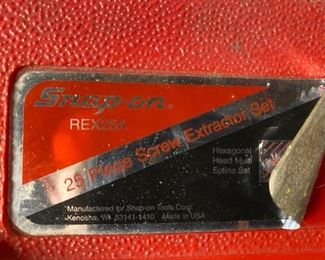 Snap-on
REX25A
25 Piece Screw Extractor Set
Hexagonal
Head Multi
Spline Set
Manufactured for Snap-on Tools Corp.
Kenosha, WI 53141-1410 Made in USA